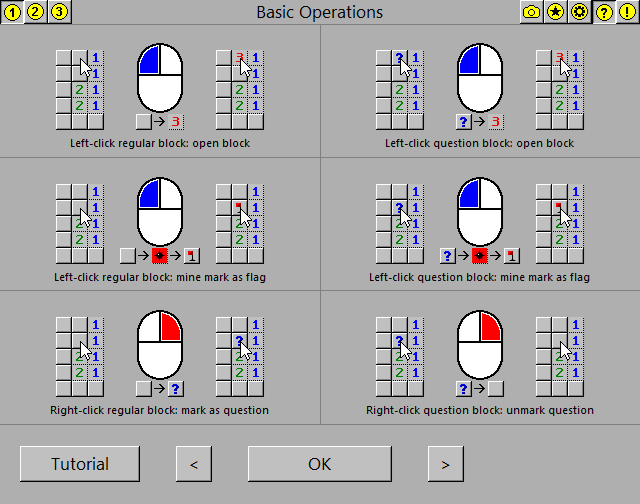 1 2 3 Basic Operations ? !
1 3 1 ? 1 3 1
1 1 1 1
2 1 2 1 2 1 2 1
2 1 2 1 2 1 2 1
→ 3 ? → 3
Left-click regular block: open block Left-click question block: open block
1 1 1 1
1 1 ? 1 1
2 1 2 1 2 1 2 1
2 1 2 1 2 1 2 1
→ → 1 ? → → 1
Left-click regular block: mine mark as flag Left-click question block: mine mark as flag
1 1 1 1
1 ? 1 ? 1 1
2 1 2 1 2 1 2 1
2 1 2 1 2 1 2 1
→ ? ? →
Right-click regular block: mark as question Right-click question block: unmark question
Tutorial < OK >